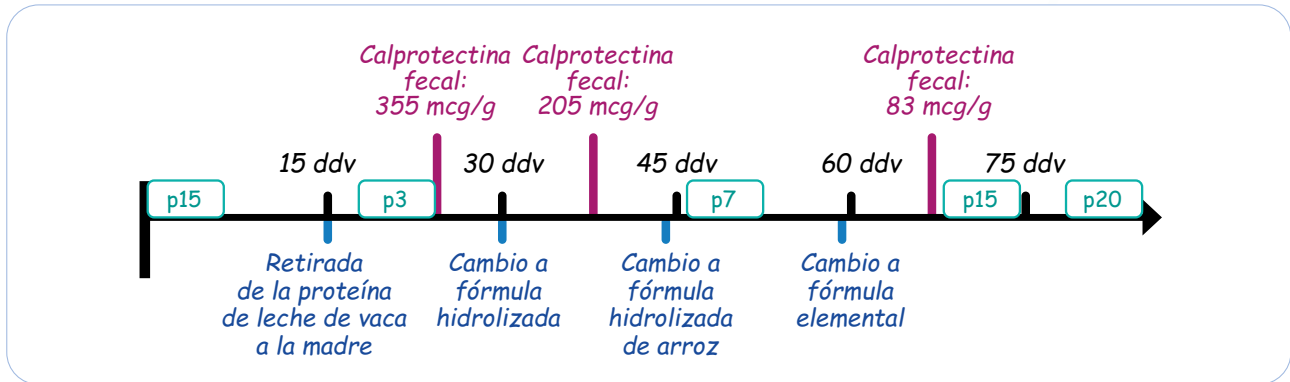 Calprotectina
fecal:
355 mcg/g
Calprotectina
fecal:
205 mcg/g
Calprotectina
fecal:
83 mcg/g
15 ddv
30 ddv
45 ddv
60 ddv
75 ddv
p15
p3
p7
p15
p20
Retirada
de la proteína
de leche de vaca
a la madre
Cambio a
fórmula
hidrolizada
Cambio a
fórmula
hidrolizada
de arroz
Cambio a
fórmula
elemental